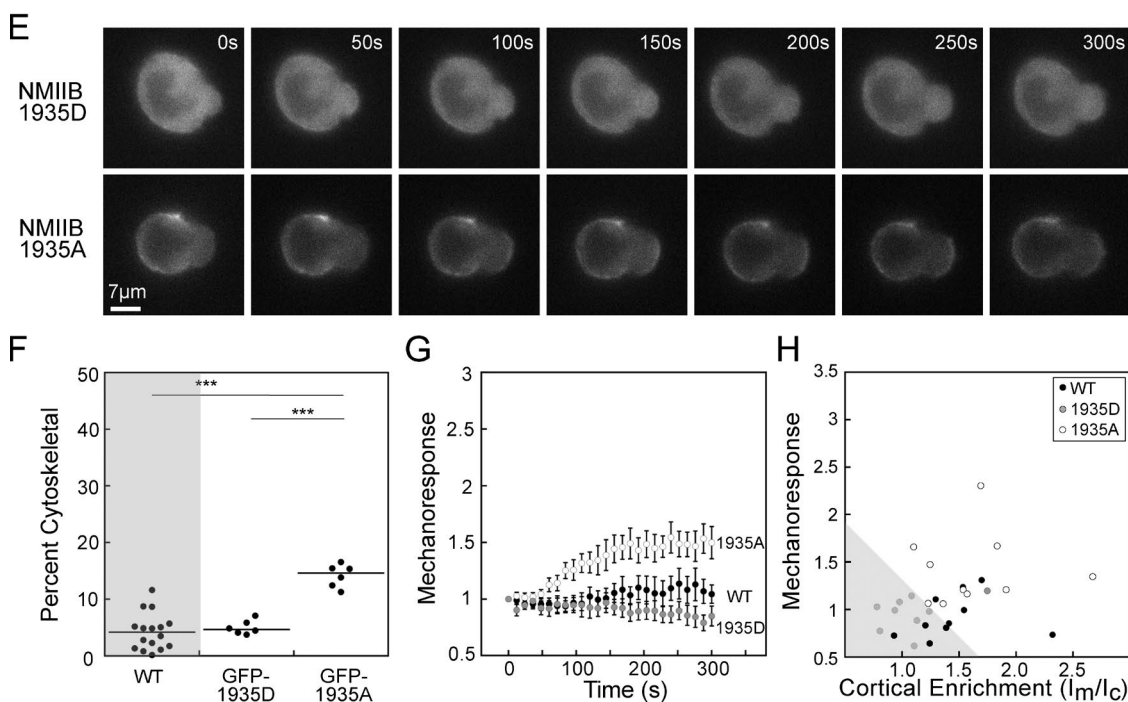 E
0s 50s 100s 150s 200s 250s 300s
NMIIB
1935D
NMIIB
1935A
7µm
F
50
40
30
20
10
0
Percent Cytoskeletal
***
***
WT GFP-
1935D GFP-
1935A
G
3
2.5
2
1.5
1
0.5
Mechanoresponse
1935A
WT
1935D
0 100 200 300
Time (s)
H
3.5
3
2.5
2
1.5
1
0.5
Mechanoresponse
WT
1935D
1935A
1.0 1.5 2.0 2.5
Cortical Enrichment (Im/Ic)